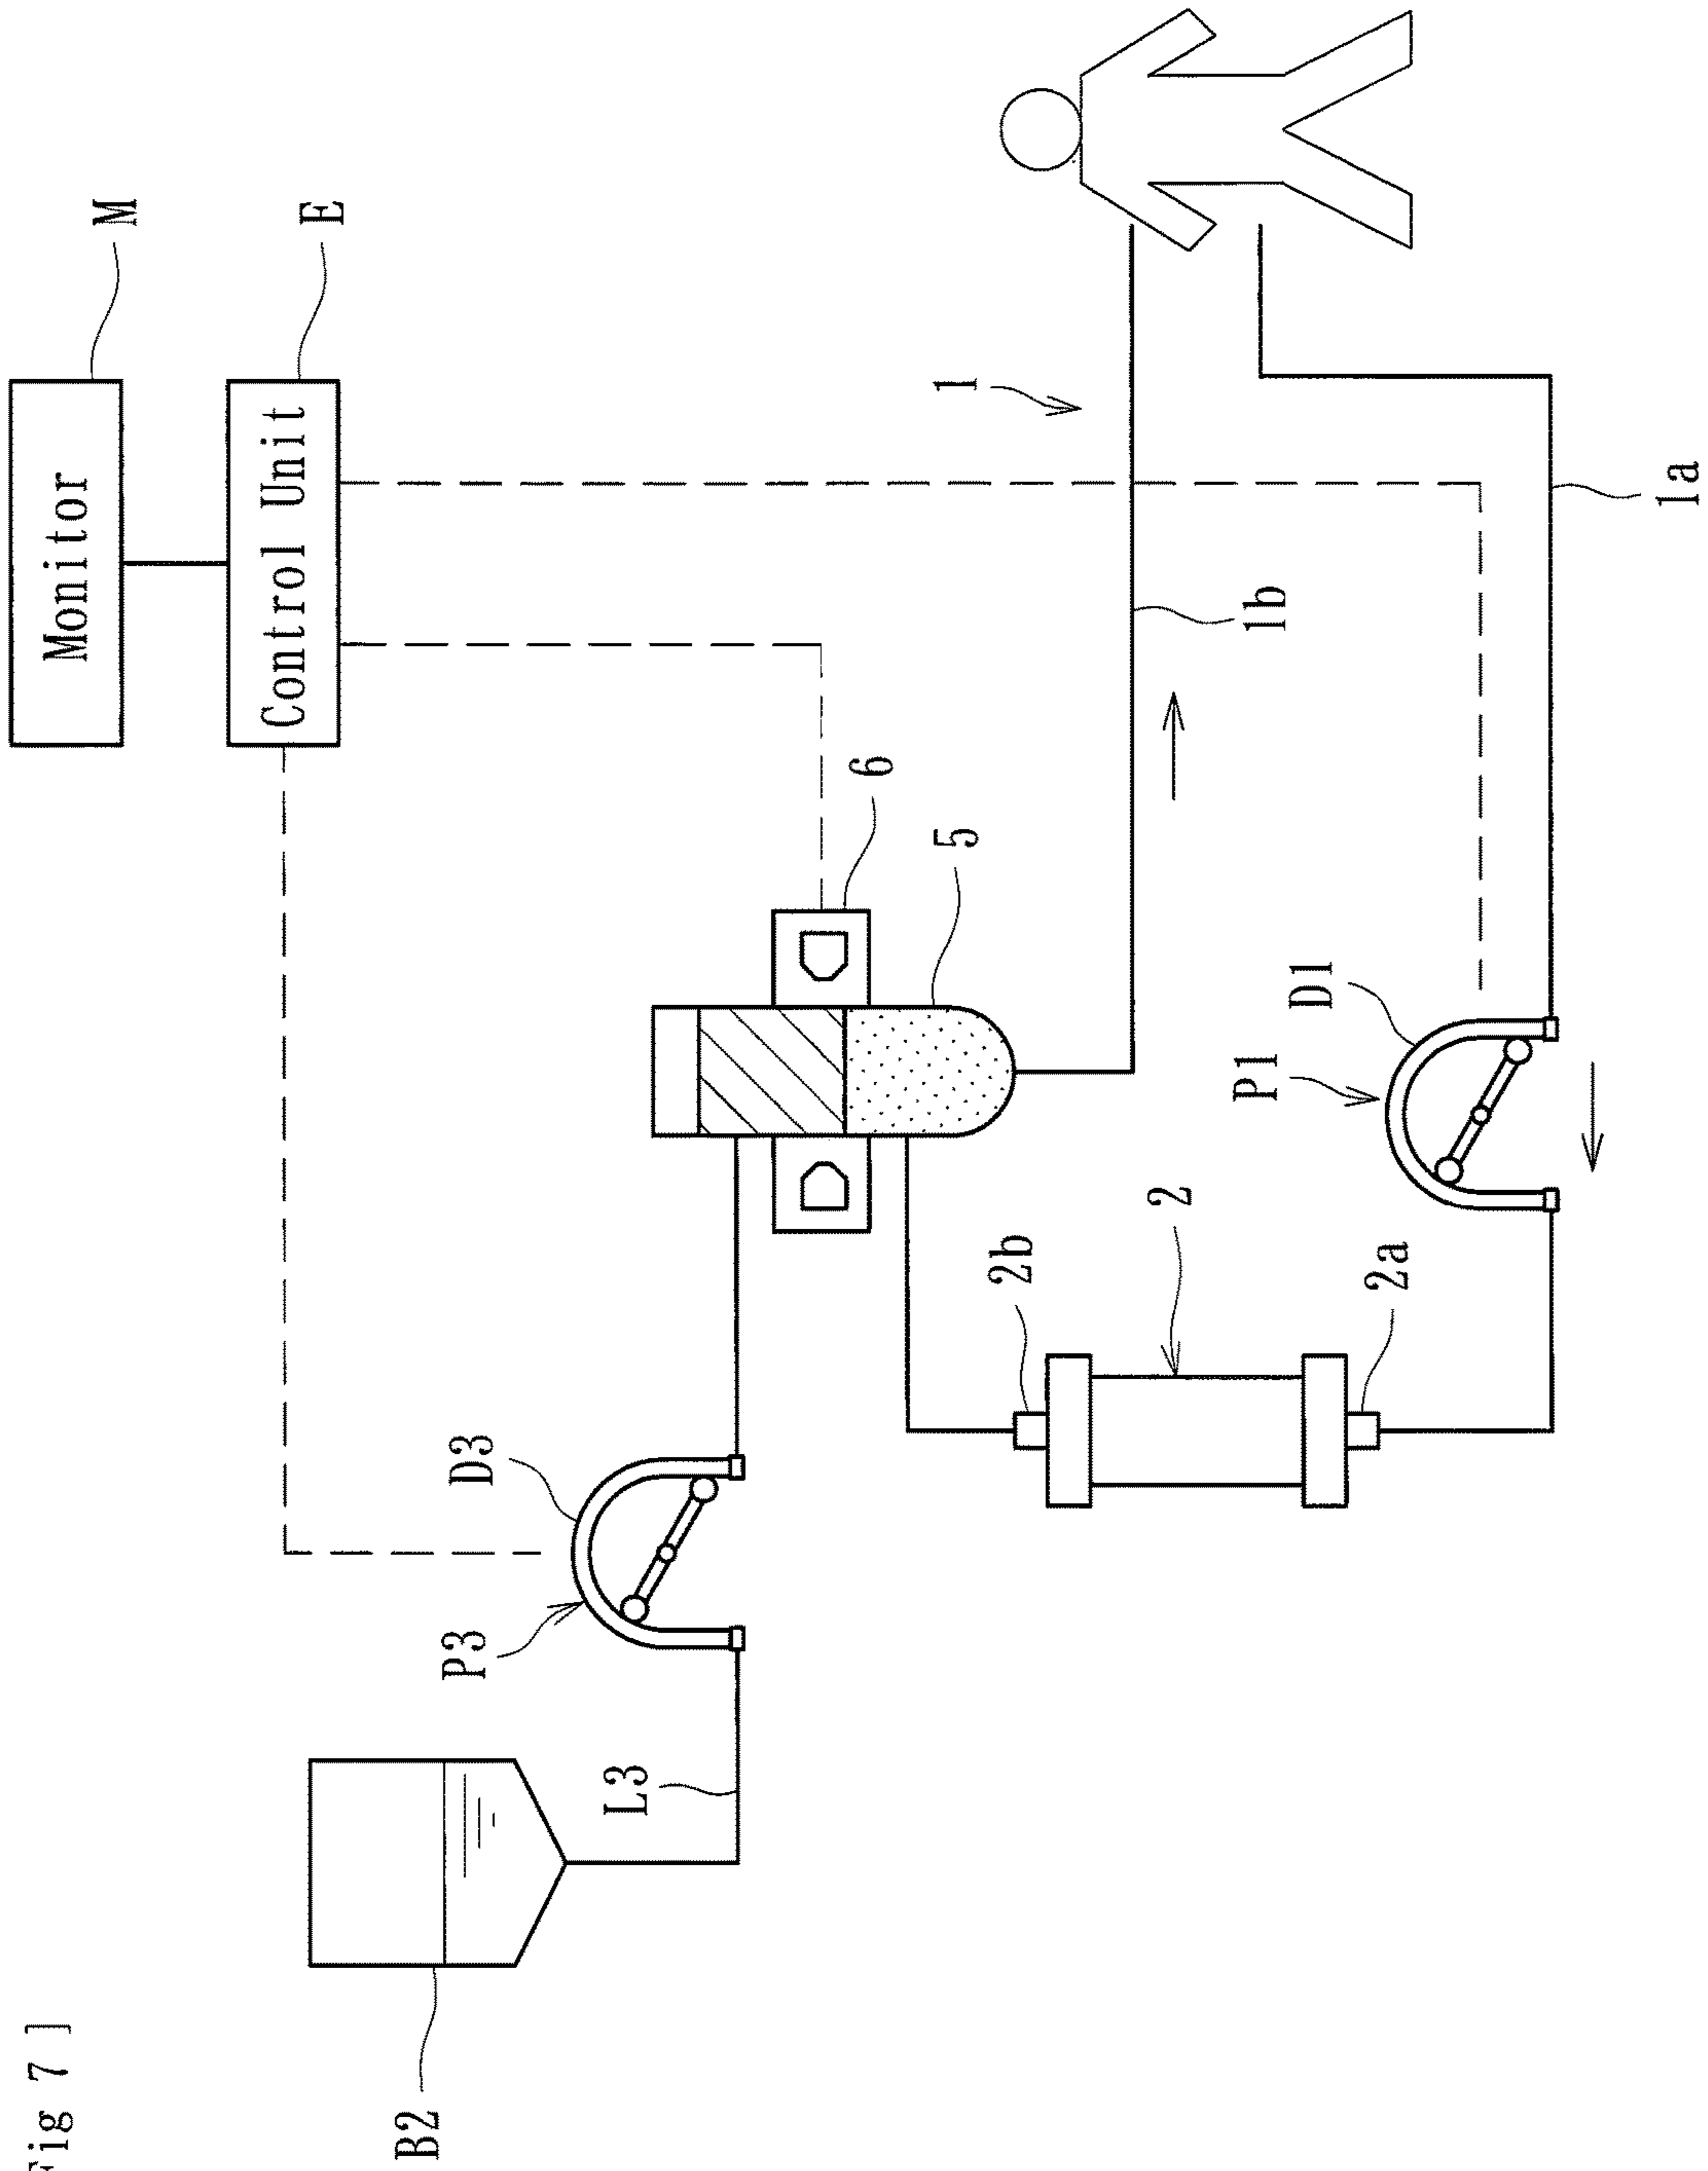 Fig 7 ]
Monitor
M
Control Unit
E
B2
L3
P3
D3
6
5
1
1b
2b
2
2a
P1
D1
1a